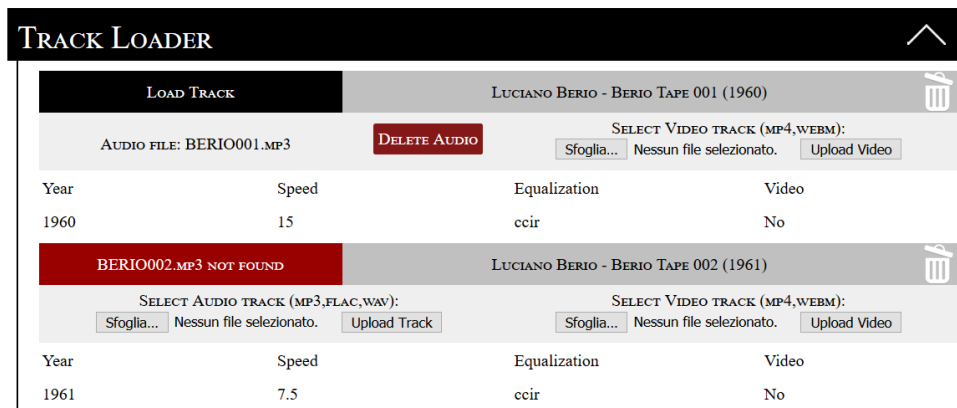 Track Loader
Load Track Luciano Berio - Berio Tape 001 (1960)
Audio file: BERIO001.mp3 Delete Audio Select Video track (mp4,webm):
Sfoglia... Nessun file selezionato. Upload Video
Year Speed Equalization Video
1960 15 ccir No
BERIO002.mp3 not found Luciano Berio - Berio Tape 002 (1961)
Select Audio track (mp3,flac,wav): Select Video track (mp4,webm):
Sfoglia... Nessun file selezionato. Upload Track Sfoglia... Nessun file selezionato. Upload Video
Year Speed Equalization Video
1961 7.5 ccir No